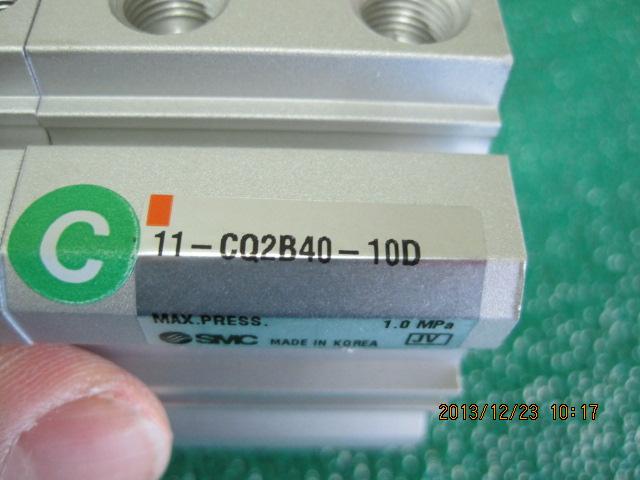 C
11-CQ2B40-10D
MAX.PRESS. 1.0 MPa
SMC MADE IN KOREA JV
2013/12/23 10:17